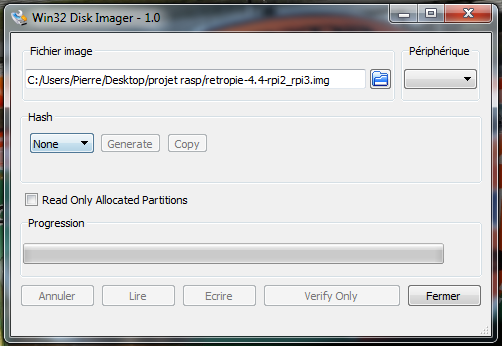 Win32 Disk Imager - 1.0
Fichier image
Périphérique
C:/Users/Pierre/Desktop/projet rasp/retropie-4.4-rpi2_rpi3.img
Hash
None Generate Copy
Read Only Allocated Partitions
Progression
Annuler Lire Ecrire Verify Only Fermer